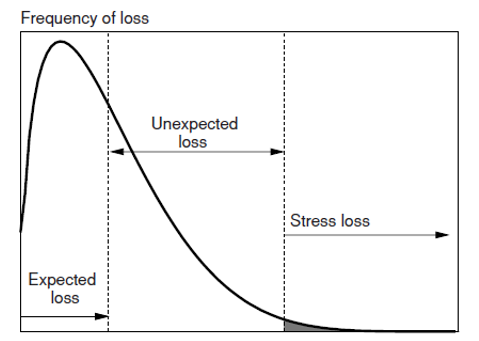 Frequency of loss
Unexpected
loss
Stress loss
Expected
loss